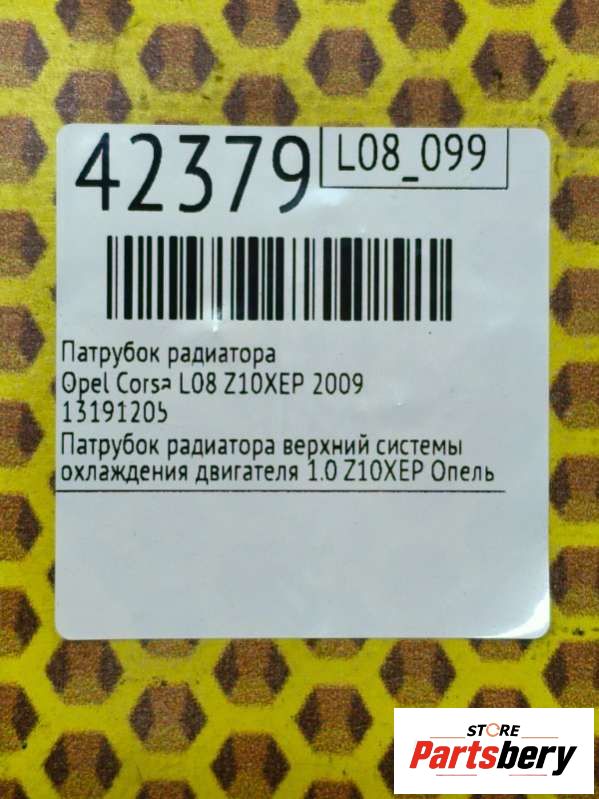 42379
L08_099
Патрубок радиатора
Opel Corsa L08 Z10XEP 2009
13191205
Патрубок радиатора верхний системы
охлаждения двигателя 1.0 Z10XEP Опель
STORE
Partsbery